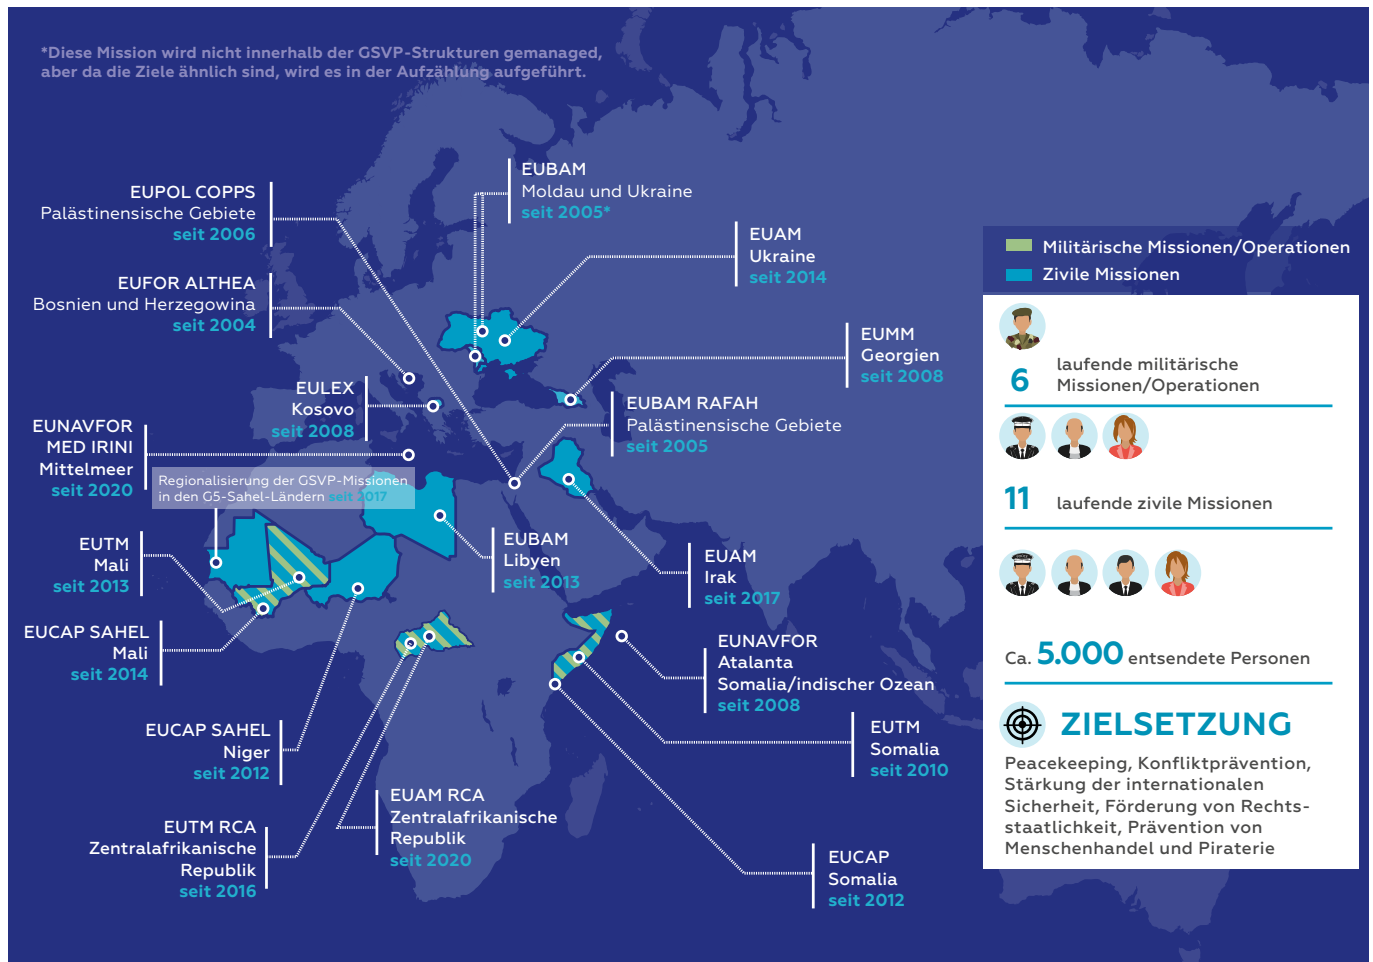 *Diese Mission wird nicht innerhalb der GSVP-Strukturen gemanaged,
aber da die Ziele ähnlich sind, wird es in der Aufzählung aufgeführt.
EUPOL COPPS
Palästinensische Gebiete
seit 2006
EUFOR ALTHEA
Bosnien und Herzegowina
seit 2004
EULEX
Kosovo
seit 2008
EUNAVFOR
MED IRINI
Mittelmeer
seit 2020
Regionalisierung der GSVP-Missionen
in den G5-Sahel-Ländern seit 2017
EUTM
Mali
seit 2013
EUCAP SAHEL
Mali
seit 2014
EUCAP SAHEL
Niger
seit 2012
EUTM RCA
Zentralafrikanische
Republik
seit 2016
EUAM RCA
Zentralafrikanische
Republik
seit 2020
EUBAM
Moldau und Ukraine
seit 2005*
EUAM
Ukraine
seit 2014
EUMM
Georgien
seit 2008
EUBAM RAFAH
Palästinensische Gebiete
seit 2005
EUBAM
Libyen
seit 2013
EUAM
Irak
seit 2017
EUNAVFOR
Atalanta
Somalia/indischer Ozean
seit 2008
EUTM
Somalia
seit 2010
EUCAP
Somalia
seit 2012
Militärische Missionen/Operationen
Zivile Missionen
6 laufende militärische
Missionen/Operationen
11 laufende zivile Missionen
Ca. 5.000 entsendete Personen
ZIELSETZUNG
Peacekeeping, Konfliktprävention,
Stärkung der internationalen
Sicherheit, Förderung von Rechts-
staatlichkeit, Prävention von
Menschenhandel und Piraterie